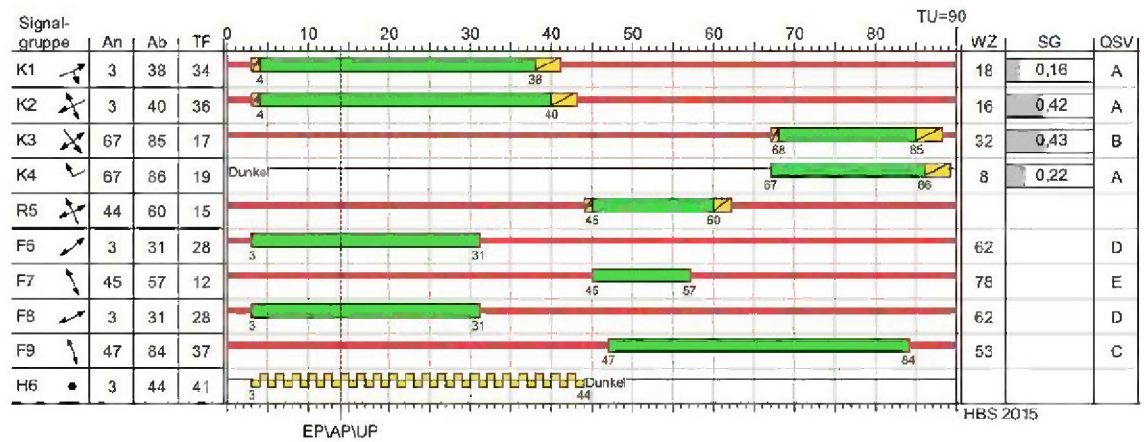 TU=90
Signal-
gruppe An Ab TF 0 10 20 30 40 50 60 70 80 WZ SG QSV
K1 3 38 34 4 38 18 0,16 A
K2 3 40 36 4 40 16 0,42 A
K3 67 85 17 68 85 32 0,43 B
K4 67 86 19 Dunkel 67 86 8 0,22 A
R5 44 60 15 45 60
F6 3 31 28 3 31 62 D
F7 45 57 12 45 57 78 E
F8 3 31 28 3 31 62 D
F9 47 84 37 47 84 53 C
H6 3 44 41 3 44 Dunkel
HBS 2015
EP\AP\UP